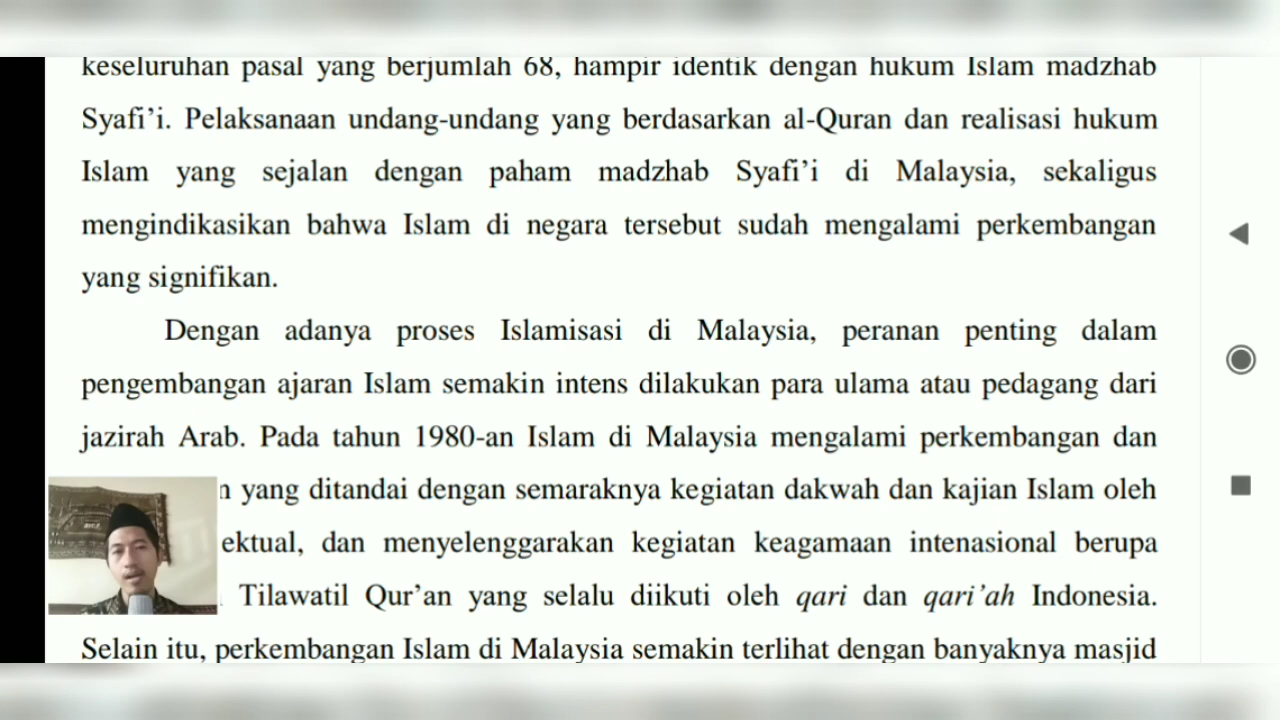 keseluruhan pasal yang berjumlah 68, hampir identik dengan hukum Islam madzhab
Syafi’i. Pelaksanaan undang-undang yang berdasarkan al-Quran dan realisasi hukum
Islam yang sejalan dengan paham madzhab Syafi’i di Malaysia, sekaligus
mengindikasikan bahwa Islam di negara tersebut sudah mengalami perkembangan
yang signifikan.
Dengan adanya proses Islamisasi di Malaysia, peranan penting dalam
pengembangan ajaran Islam semakin intens dilakukan para ulama atau pedagang dari
jazirah Arab. Pada tahun 1980-an Islam di Malaysia mengalami perkembangan dan
n yang ditandai dengan semaraknya kegiatan dakwah dan kajian Islam oleh
ektual, dan menyelenggarakan kegiatan keagamaan intenasional berupa
Tilawatil Qur’an yang selalu diikuti oleh qari dan qari’ah Indonesia.
Selain itu, perkembangan Islam di Malaysia semakin terlihat dengan banyaknya masjid